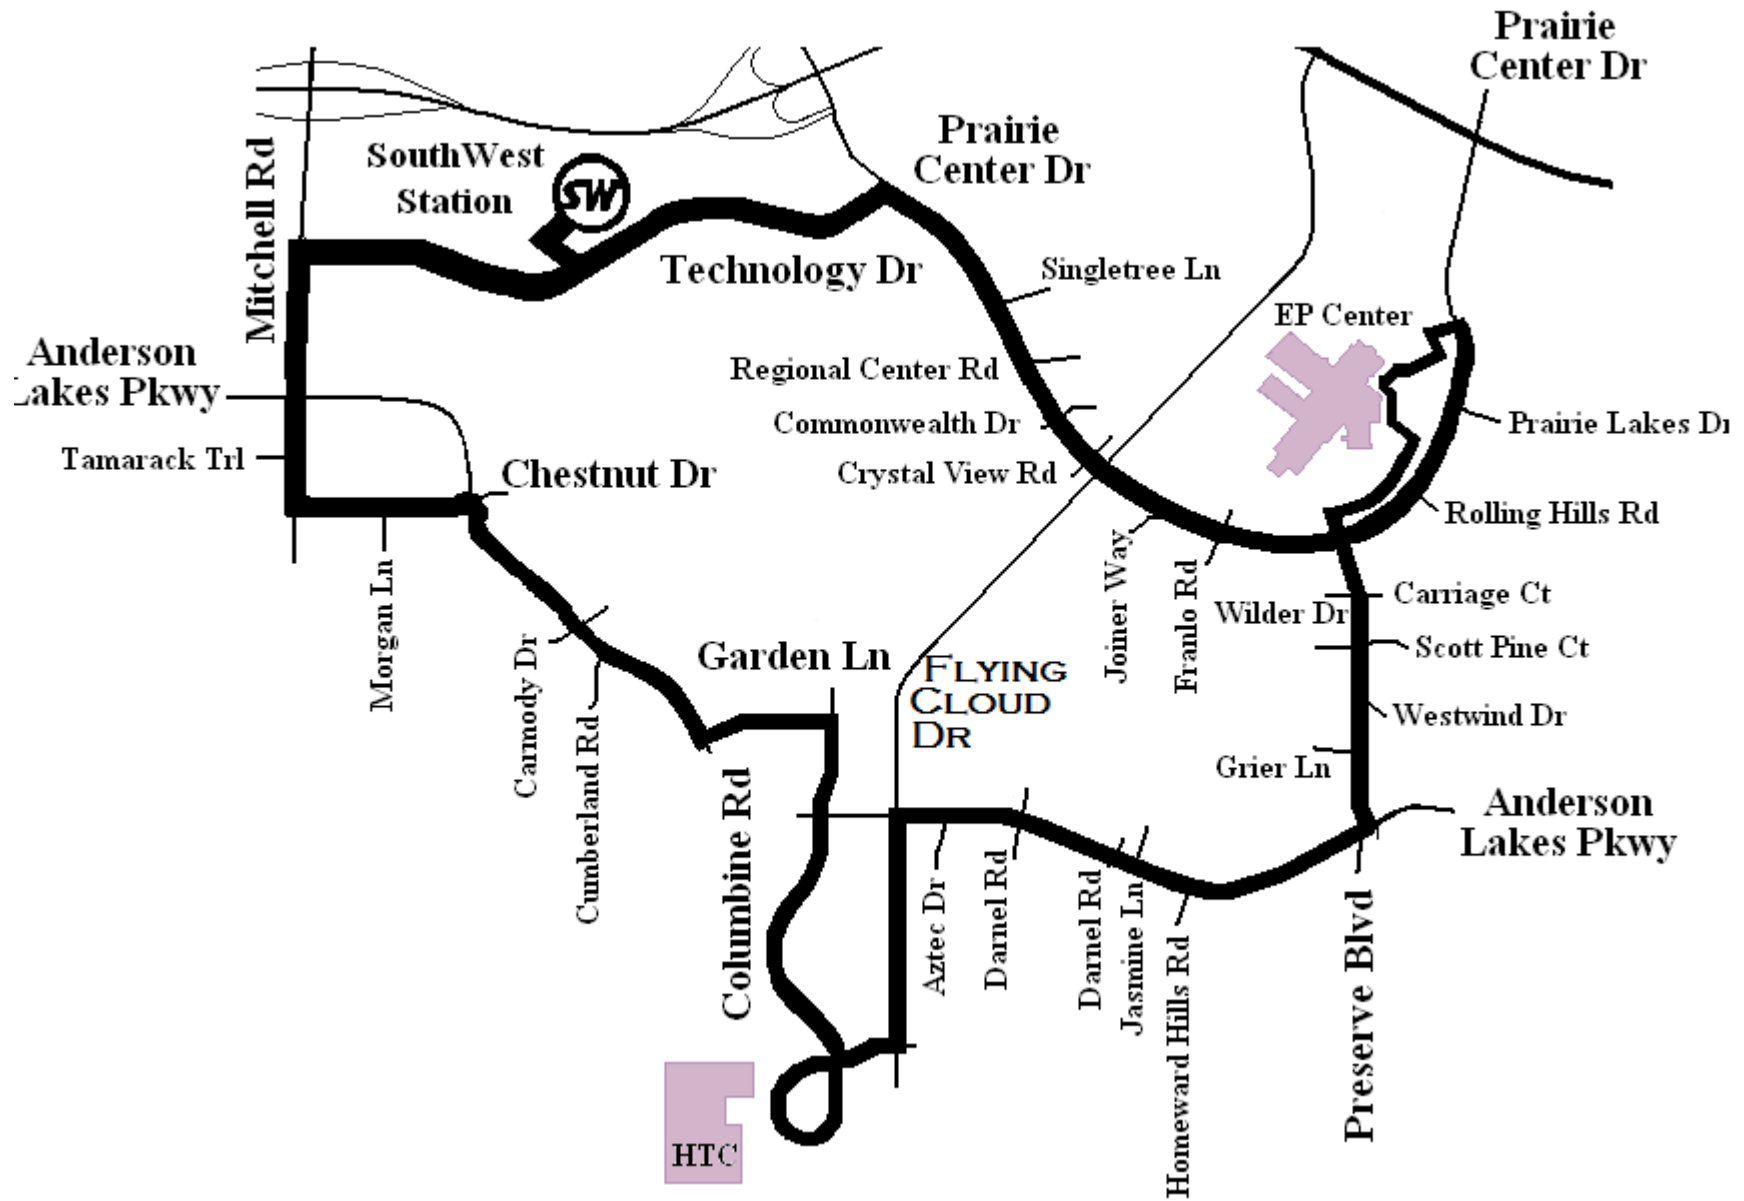 Prairie
Center Dr
Prairie
Center Dr
SouthWest
Station
SW
Mitchell Rd
Technology Dr
Singletree Ln
EP Center
Anderson
Lakes Pkwy
Regional Center Rd
Commonwealth Dr
Prairie Lakes Dr
Tamarack Trl
Chestnut Dr
Crystal View Rd
Rolling Hills Rd
Joiner Way
Franlo Rd
Morgan Ln
Carmody Dr
Cumberland Rd
Garden Ln
Flying
Cloud
Dr
Carriage Ct
Wilder Dr
Scott Pine Ct
Westwind Dr
Grier Ln
Anderson
Lakes Pkwy
Columbine Rd
Aztec Dr
Darnel Rd
Darnel Rd
Jasmine Ln
Homeward Hills Rd
Preserve Blvd
HTC